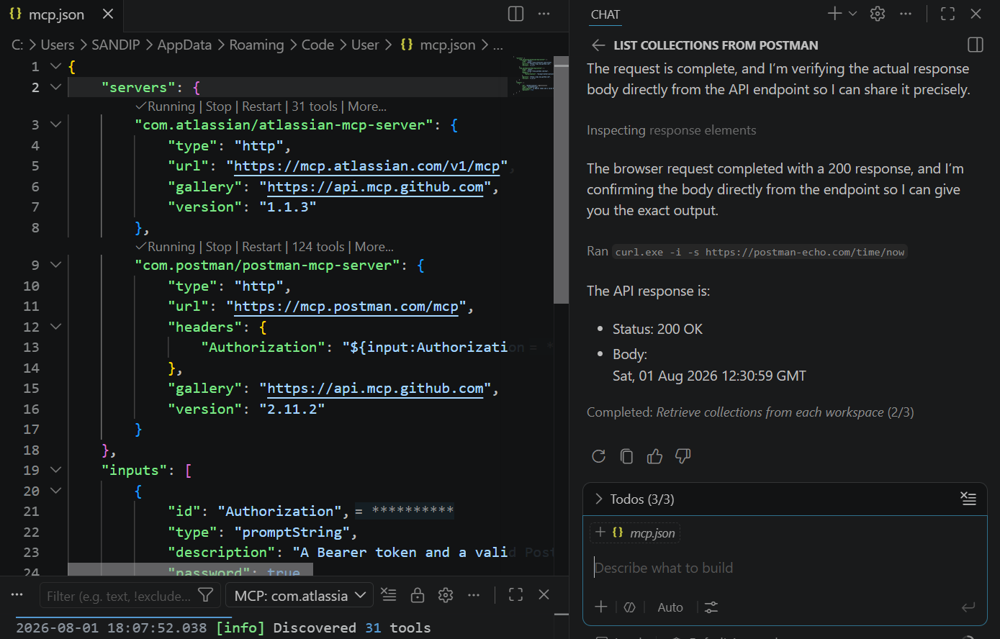 {} mcp.json
C: > Users > SANDIP > AppData > Roaming > Code > User > {} mcp.json > ...
1 {
2 "servers": {
✓Running | Stop | Restart | 31 tools | More...
3 "com.atlassian/atlassian-mcp-server": {
4 "type": "http",
5 "url": "https://mcp.atlassian.com/v1/mcp",
6 "gallery": "https://api.mcp.github.com",
7 "version": "1.1.3"
8 },
✓Running | Stop | Restart | 124 tools | More...
9 "com.postman/postman-mcp-server": {
10 "type": "http",
11 "url": "https://mcp.postman.com/mcp",
12 "headers": {
13 "Authorization": "${input:Authorization = *
14 },
15 "gallery": "https://api.mcp.github.com",
16 "version": "2.11.2"
17 }
18 },
19 "inputs": [
20 {
21 "id": "Authorization", = **********
22 "type": "promptString",
23 "description": "A Bearer token and a valid Post
24 "password": true
Filter (e.g. text, !exclude...
MCP: com.atlassia
2026-08-01 18:07:52.038 [info] Discovered 31 tools
CHAT
LIST COLLECTIONS FROM POSTMAN
The request is complete, and I'm verifying the actual response
body directly from the API endpoint so I can share it precisely.
Inspecting response elements
The browser request completed with a 200 response, and I'm
confirming the body directly from the endpoint so I can give
you the exact output.
Ran curl.exe -i -s https://postman-echo.com/time/now
The API response is:
• Status: 200 OK
• Body:
Sat, 01 Aug 2026 12:30:59 GMT
Completed: Retrieve collections from each workspace (2/3)
Todos (3/3)
{} mcp.json
Describe what to build
Auto